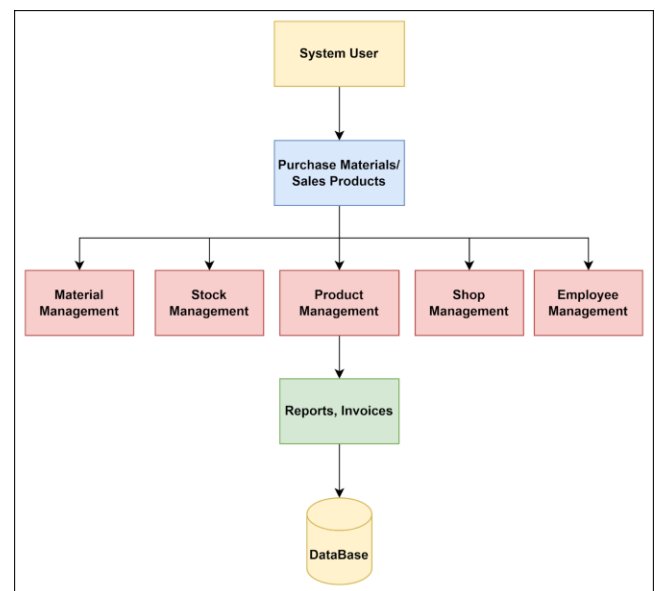 System User
Purchase Materials/
Sales Products
Material
Management
Stock
Management
Product
Management
Shop
Management
Employee
Management
Reports, Invoices
DataBase